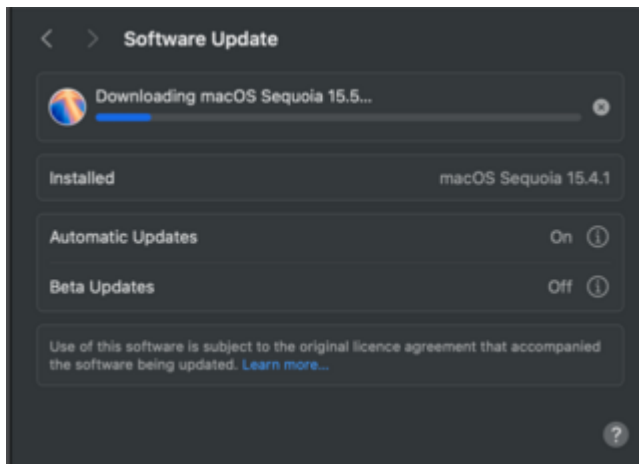 Software Update
Downloading macOS Sequoia 15.5...
Installed
macOS Sequoia 15.4.1
Automatic Updates
On
Beta Updates
Off
Use of this software is subject to the original licence agreement that accompanied
the software being updated. Learn more...
?